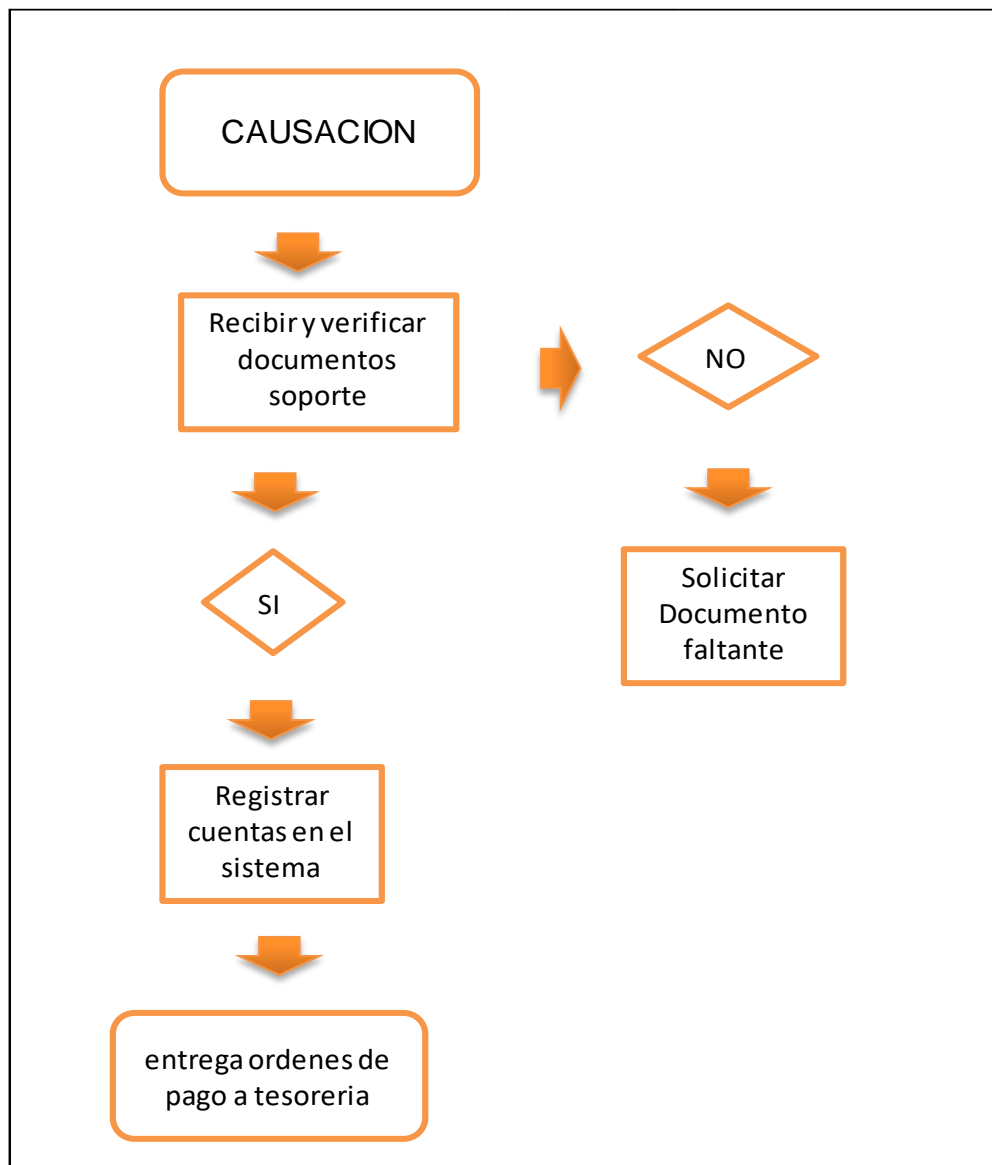 CAUSACION
Recibir y verificar
documentos
soporte
NO
SI
Solicitar
Documento
faltante
Registrar
cuentas en el
sistema
entrega ordenes de
pago a tesoreria